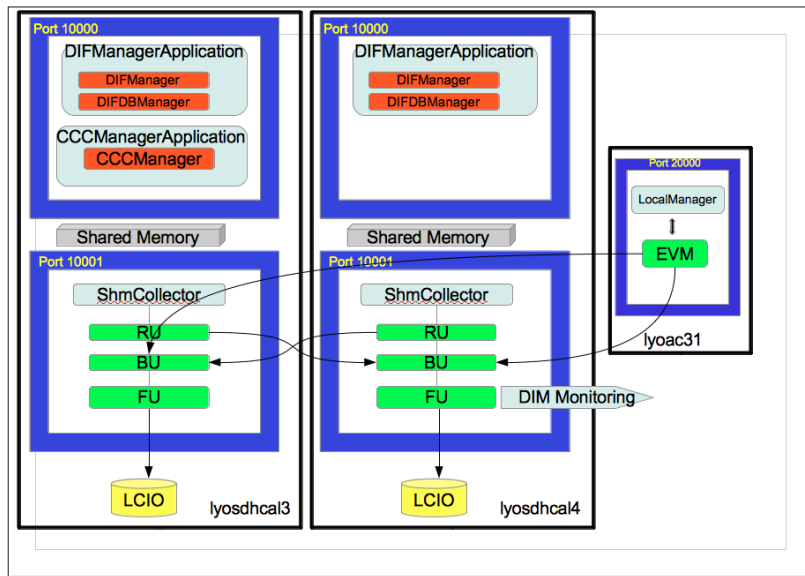 Port 10000
DIFManagerApplication
DIFManager
DIFDBManager
CCCManagerApplication
CCCManager
Shared Memory
Port 10001
ShmCollector
RU
BU
FU
LCIO
lyosdhcal3
Port 10000
DIFManagerApplication
DIFManager
DIFDBManager
Shared Memory
Port 10001
ShmCollector
RU
BU
FU
DIM Monitoring
LCIO
lyosdhcal4
Port 20000
LocalManager
EVM
lyoac31